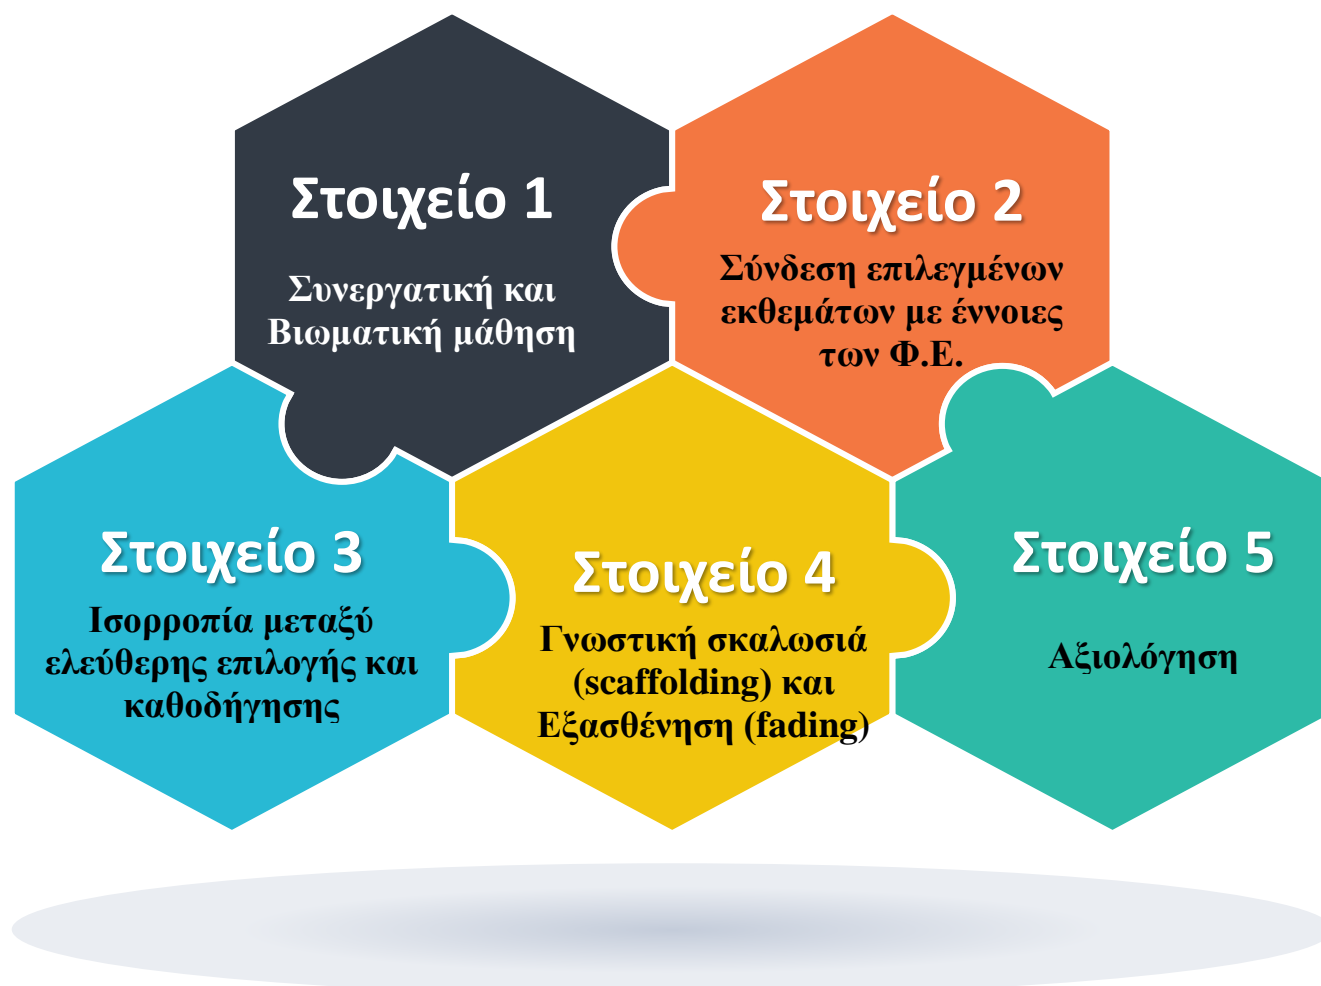 Στοιχείο 1
Συνεργατική και
Βιωματική μάθηση
Στοιχείο 2
Σύνδεση επιλεγμένων
εκθεμάτων με έννοιες
των Φ.Ε.
Στοιχείο 3
Ισορροπία μεταξύ
ελεύθερης επιλογής και
καθοδήγησης
Στοιχείο 4
Γνωστική σκαλωσιά
(scaffolding) και
Εξασθένηση (fading)
Στοιχείο 5
Αξιολόγηση